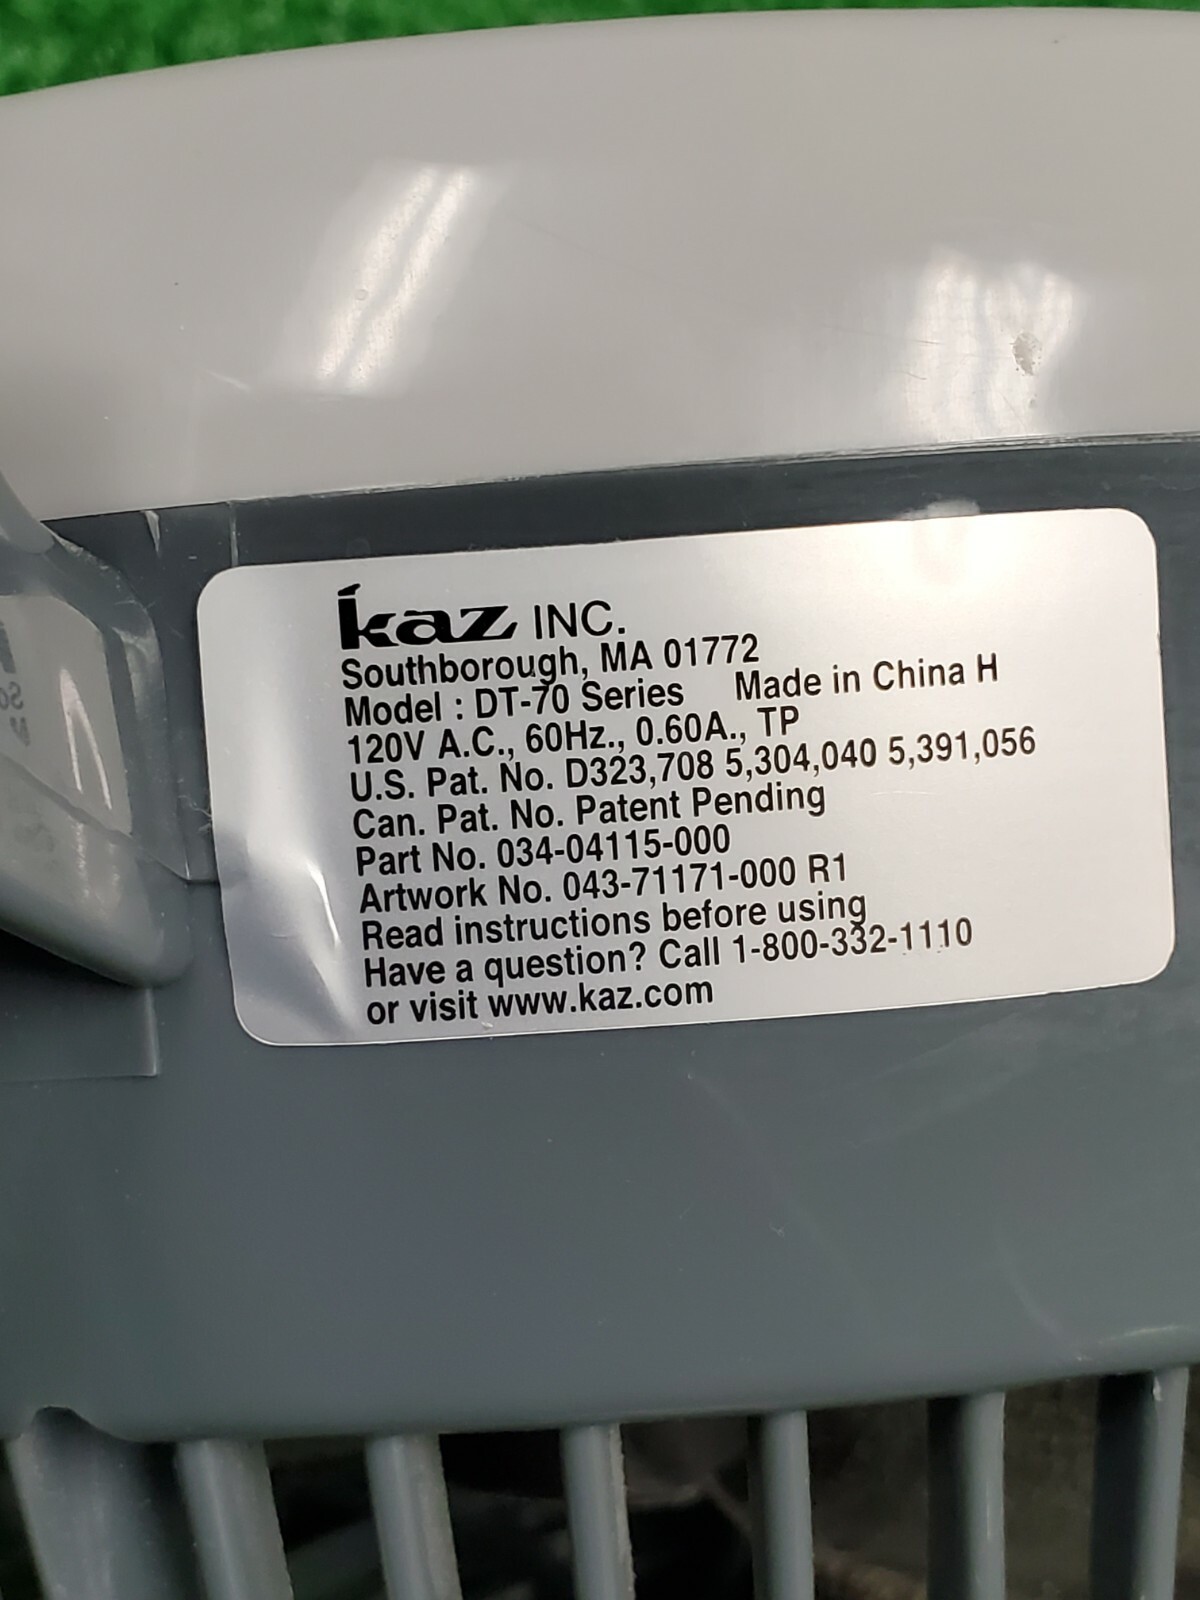 kaz INC.
Southborough, MA 01772
Model : DT-70 Series Made in China H
120V A.C., 60Hz., 0.60A., TP
U.S. Pat. No. D323,708 5,304,040 5,391,056
Can. Pat. No. Patent Pending
Part No. 034-04115-000
Artwork No. 043-71171-000 R1
Read instructions before using
Have a question? Call 1-800-332-1110
or visit www.kaz.com